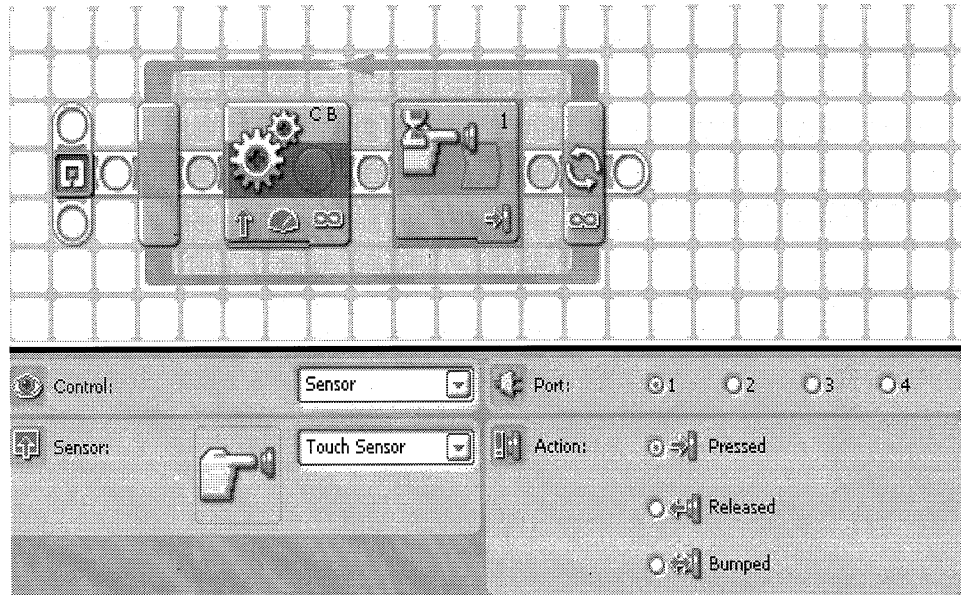 C B
1
Control:
Sensor
Port:
1
2
3
4
Sensor:
Touch Sensor
Action:
Pressed
Released
Bumped